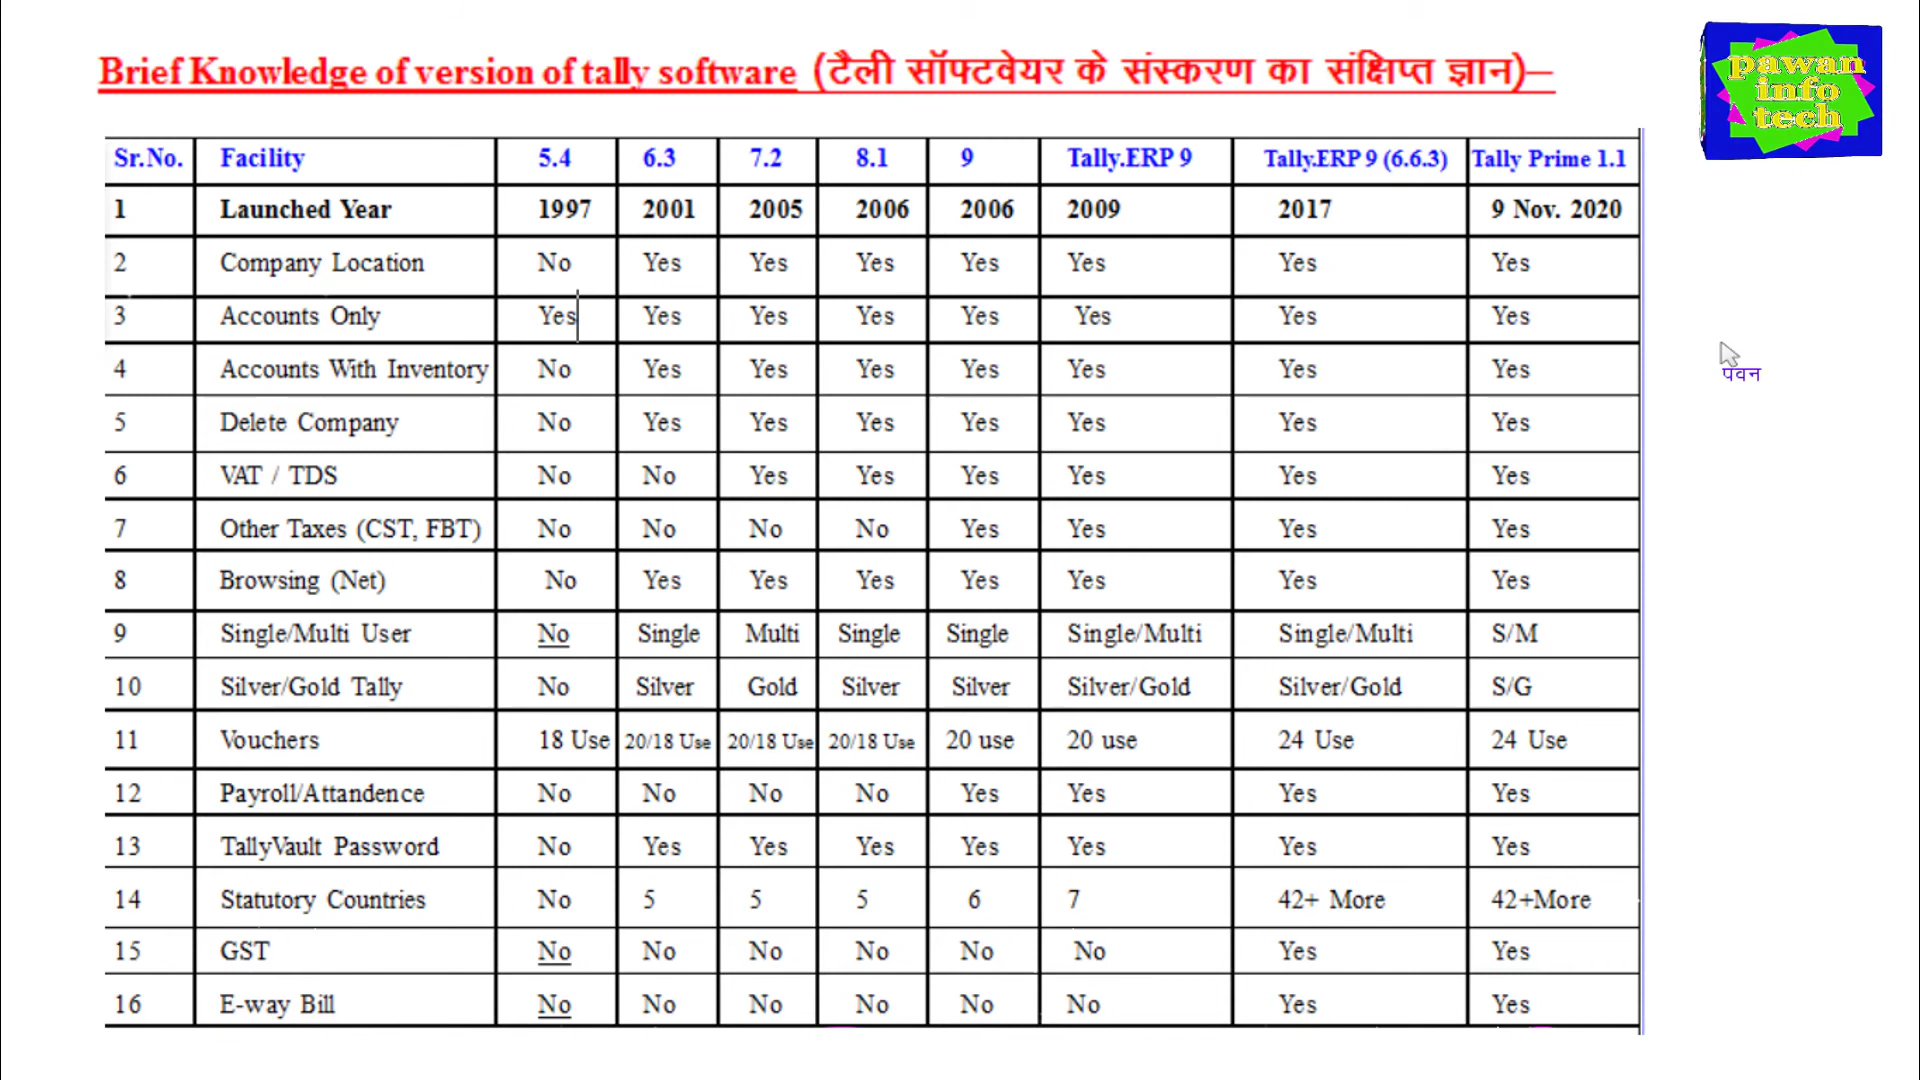 Brief Knowledge of version of tally software (टैली सॉफ्टवेयर के संस्करण का संक्षिप्त ज्ञान)–
pawan
info
tech
Sr.No. Facility 5.4 6.3 7.2 8.1 9 Tally.ERP 9 Tally.ERP 9 (6.6.3) Tally Prime 1.1
1 Launched Year 1997 2001 2005 2006 2006 2009 2017 9 Nov. 2020
2 Company Location No Yes Yes Yes Yes Yes Yes Yes
3 Accounts Only Yes Yes Yes Yes Yes Yes Yes Yes
4 Accounts With Inventory No Yes Yes Yes Yes Yes Yes Yes
पवन
5 Delete Company No Yes Yes Yes Yes Yes Yes Yes
6 VAT / TDS No No Yes Yes Yes Yes Yes Yes
7 Other Taxes (CST, FBT) No No No No Yes Yes Yes Yes
8 Browsing (Net) No Yes Yes Yes Yes Yes Yes Yes
9 Single/Multi User No Single Multi Single Single Single/Multi Single/Multi S/M
10 Silver/Gold Tally No Silver Gold Silver Silver Silver/Gold Silver/Gold S/G
11 Vouchers 18 Use 20/18 Use 20/18 Use 20/18 Use 20 use 20 use 24 Use 24 Use
12 Payroll/Attandence No No No No Yes Yes Yes Yes
13 TallyVault Password No Yes Yes Yes Yes Yes Yes Yes
14 Statutory Countries No 5 5 5 6 7 42+ More 42+More
15 GST No No No No No No Yes Yes
16 E-way Bill No No No No No No Yes Yes